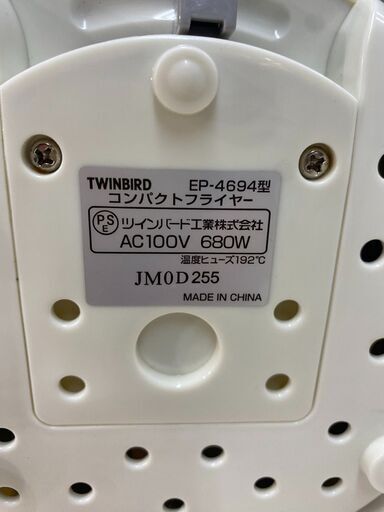 TWINBIRD EP-4694型
コンパクトフライヤー
PSE ツインバード工業株式会社
AC100V 680W
温度ヒューズ192℃
JM0D255
MADE IN CHINA